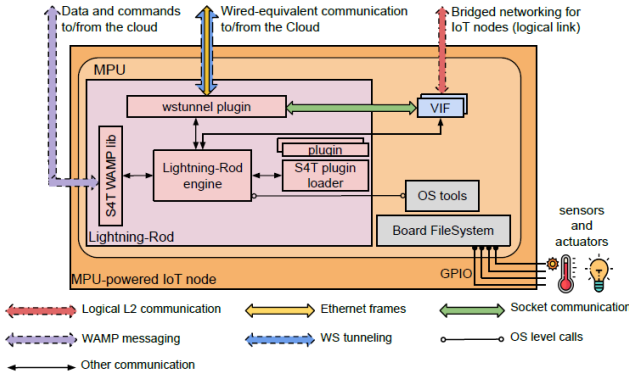 Data and commands
to/from the cloud
Wired-equivalent communication
to/from the Cloud
Bridged networking for
IoT nodes (logical link)
MPU
wstunnel plugin
VIF
S4T WAMP lib
Lightning-Rod
engine
plugin
S4T plugin
loader
OS tools
Board FileSystem
Lightning-Rod
sensors
and
actuators
GPIO
MPU-powered IoT node
Logical L2 communication
Ethernet frames
Socket communication
WAMP messaging
WS tunneling
OS level calls
Other communication